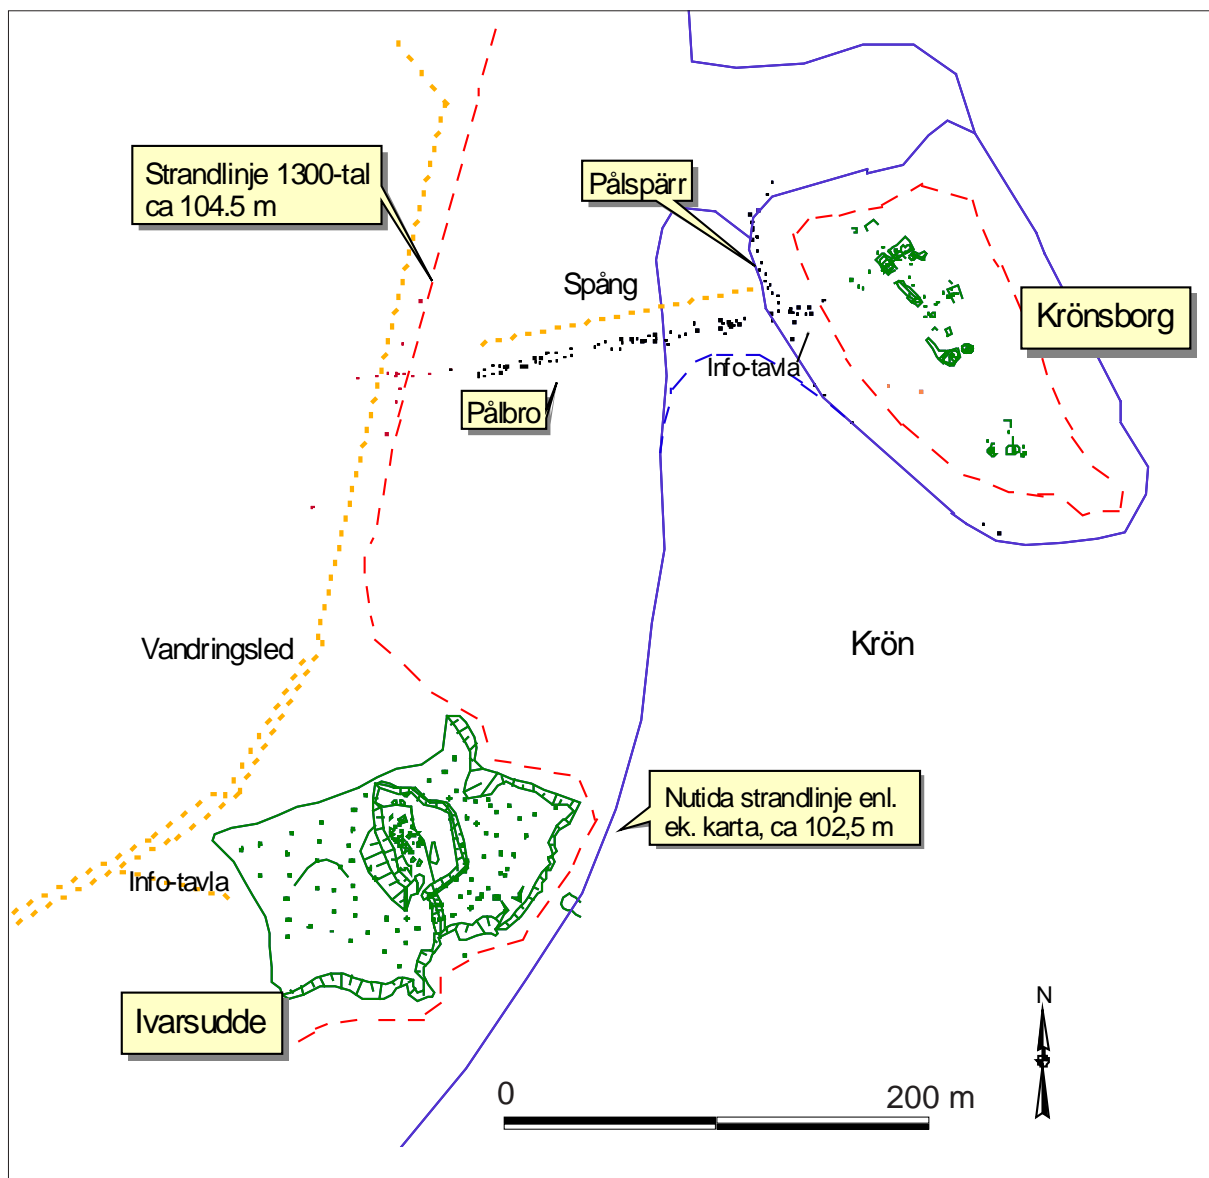 Strandlinje 1300-tal
ca 104.5 m
Pålspärr
Spång
Krönsborg
Info-tavla
Pålbro
Vandringsled
Krön
Nutida strandlinje enl.
ek. karta, ca 102,5 m
Info-tavla
Ivarsudde
N
0
200 m